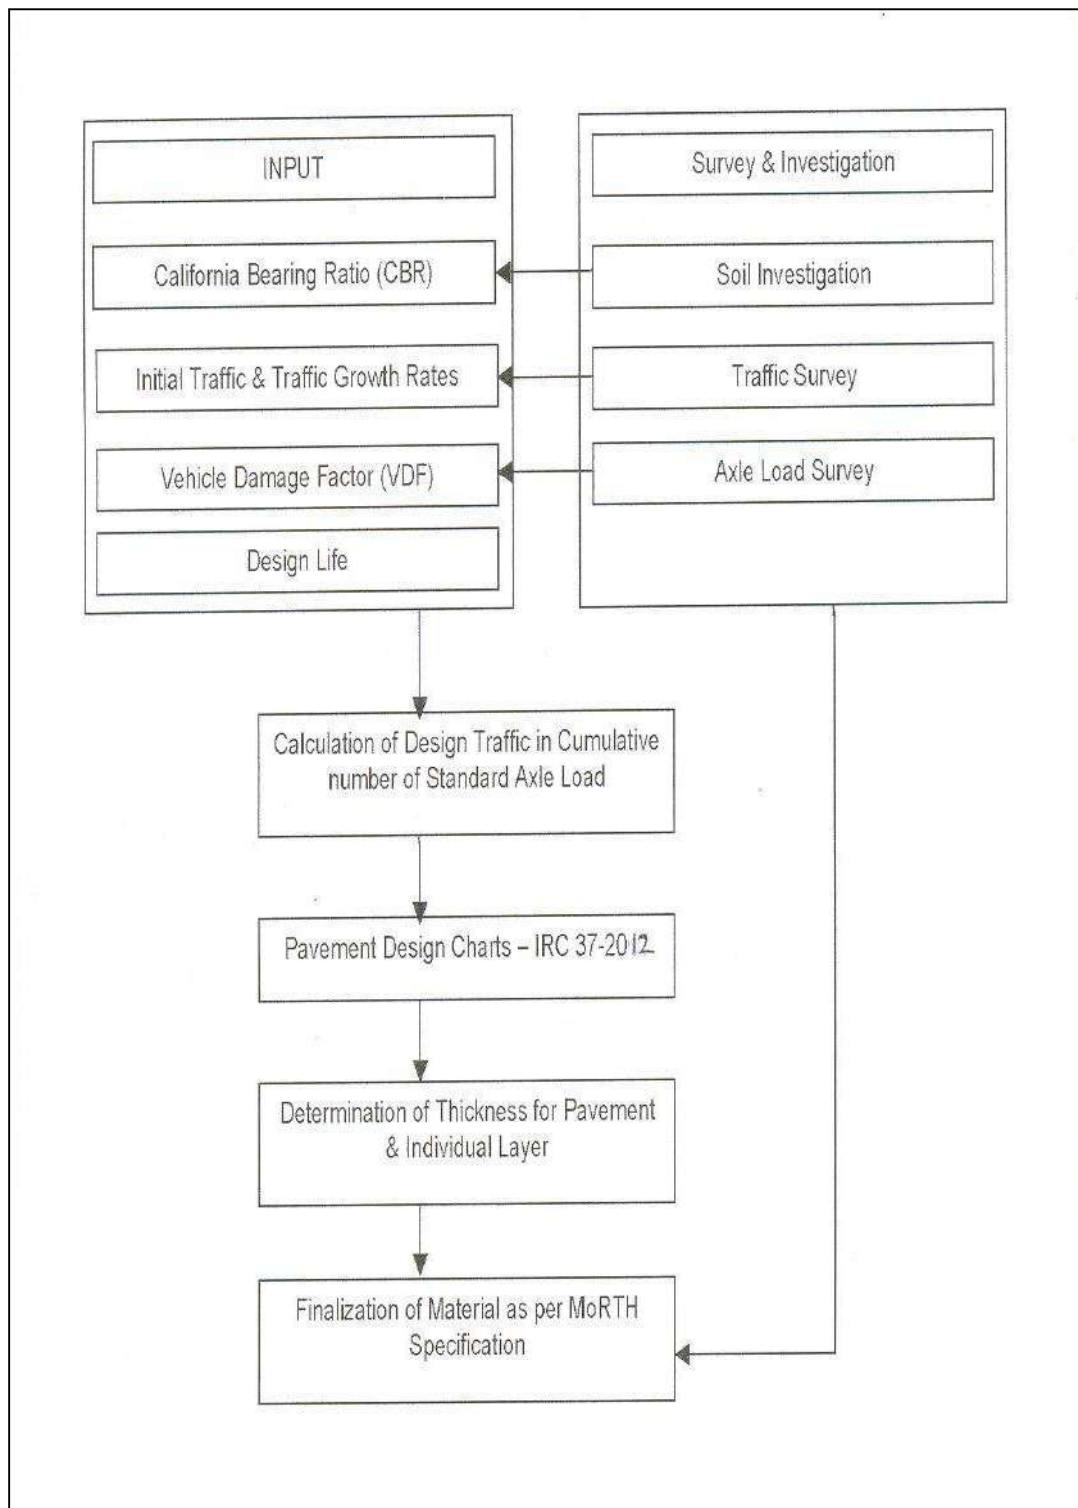 INPUT
California Bearing Ratio (CBR)
Initial Traffic & Traffic Growth Rates
Vehicle Damage Factor (VDF)
Design Life
Survey & Investigation
Soil Investigation
Traffic Survey
Axle Load Survey
Calculation of Design Traffic in Cumulative
number of Standard Axle Load
Pavement Design Charts – IRC 37-2012
Determination of Thickness for Pavement
& Individual Layer
Finalization of Material as per MoRTH
Specification